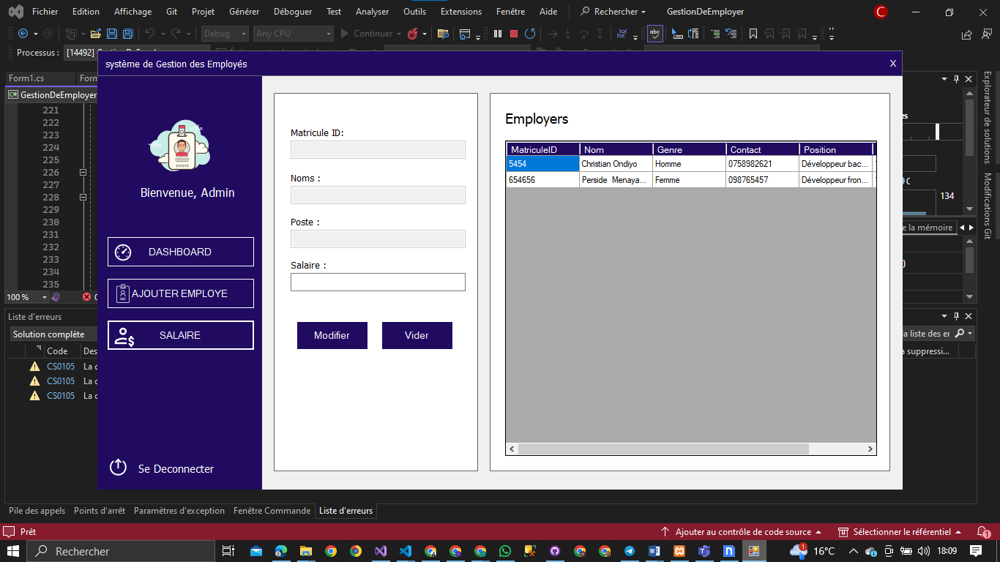 Fichier Edition Affichage Git Projet Générer Déboguer Test Analyser Outils Extensions Fenêtre Aide Rechercher GestionDeEmployer C
Debug Any CPU Continuer abc
Processus : [14492]
système de Gestion des Employés X
Form1.cs Form
GestionDeEmployer
221
222
223
224
225
226
227
228
229
230
231
232
233
234
235
100 %
Bienvenue, Admin
DASHBOARD
AJOUTER EMPLOYE
SALAIRE
Se Deconnecter
Matricule ID:
Noms :
Poste :
Salaire :
Modifier Vider
Employers
MatriculeID Nom Genre Contact Position
5454 Christian Ondiyo Homme 0758982621 Développeur bac...
654656 Perside Menaya... Femme 098765457 Développeur fron...
Explorateur de solutions
Modifications Git
134
e la mémoire
Liste d'erreurs
Solution complète
la liste des er
Code Des
a suppressi...
CS0105 La c
CS0105 La c
CS0105 La c
Pile des appels Points d'arrêt Paramètres d'exception Fenêtre Commande Liste d'erreurs
Prêt Ajouter au contrôle de code source Sélectionner le référentiel 1
Rechercher 1 16°C 18:09